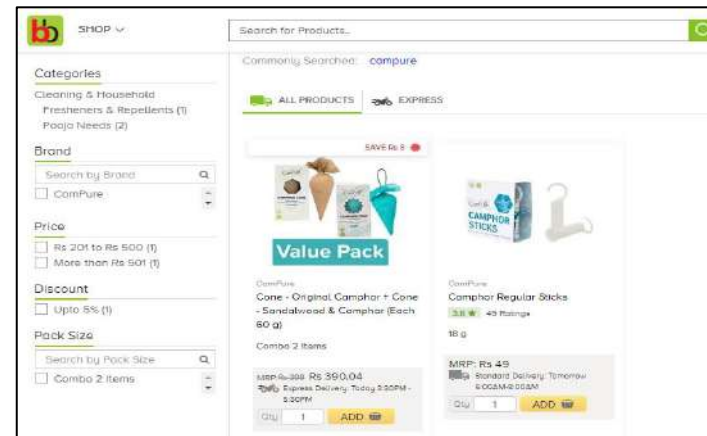 bb
SHOP
Search for Products..
Categories
Cleaning & Household
Fresheners & Repellents (1)
Pooja Needs (2)
Brand
Search by Brand
ComPure
Price
Rs 201 to Rs 500 (1)
More than Rs 501 (1)
Discount
Upto 5% (1)
Pack Size
Search by Pack Size
Combo 2 Items
Commonly Searched: compure
ALL PRODUCTS
EXPRESS
SAVE Rs 8
CAMPHOR CONE
Value Pack
ComPure
Cone - Original Camphor + Cone
- Sandalwood & Camphor (Each
60 g)
Combo 2 Items
MRP Rs 398 Rs 390.04
Express Delivery: Today 3:30PM -
5:30PM
Qty 1 ADD
CAMPHOR
STICKS
ComPure
Camphor Regular Sticks
3.8 ★ 49 Ratings
18 g
MRP: Rs 49
Standard Delivery: Tomorrow
6:00AM-8:00AM
Qty 1 ADD